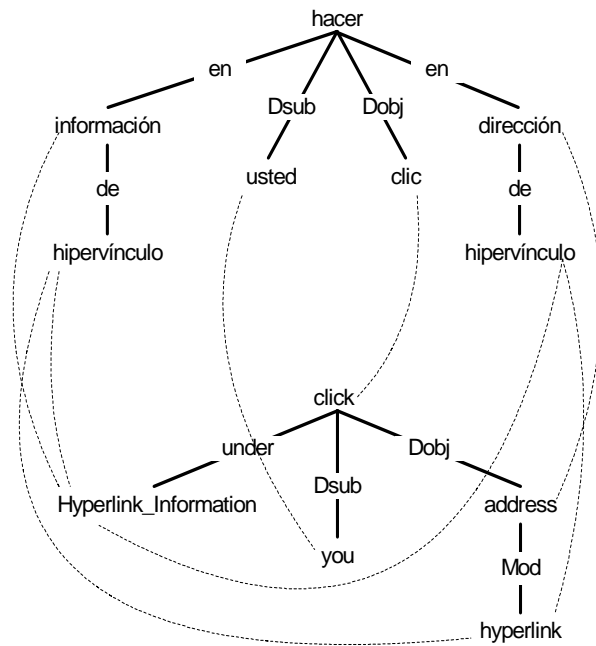 hacer
en en
Dsub Dobj
información dirección
de usted clic de
hipervínculo hipervínculo
click
under Dobj
Dsub
Hyperlink_Information address
you
Mod
hyperlink